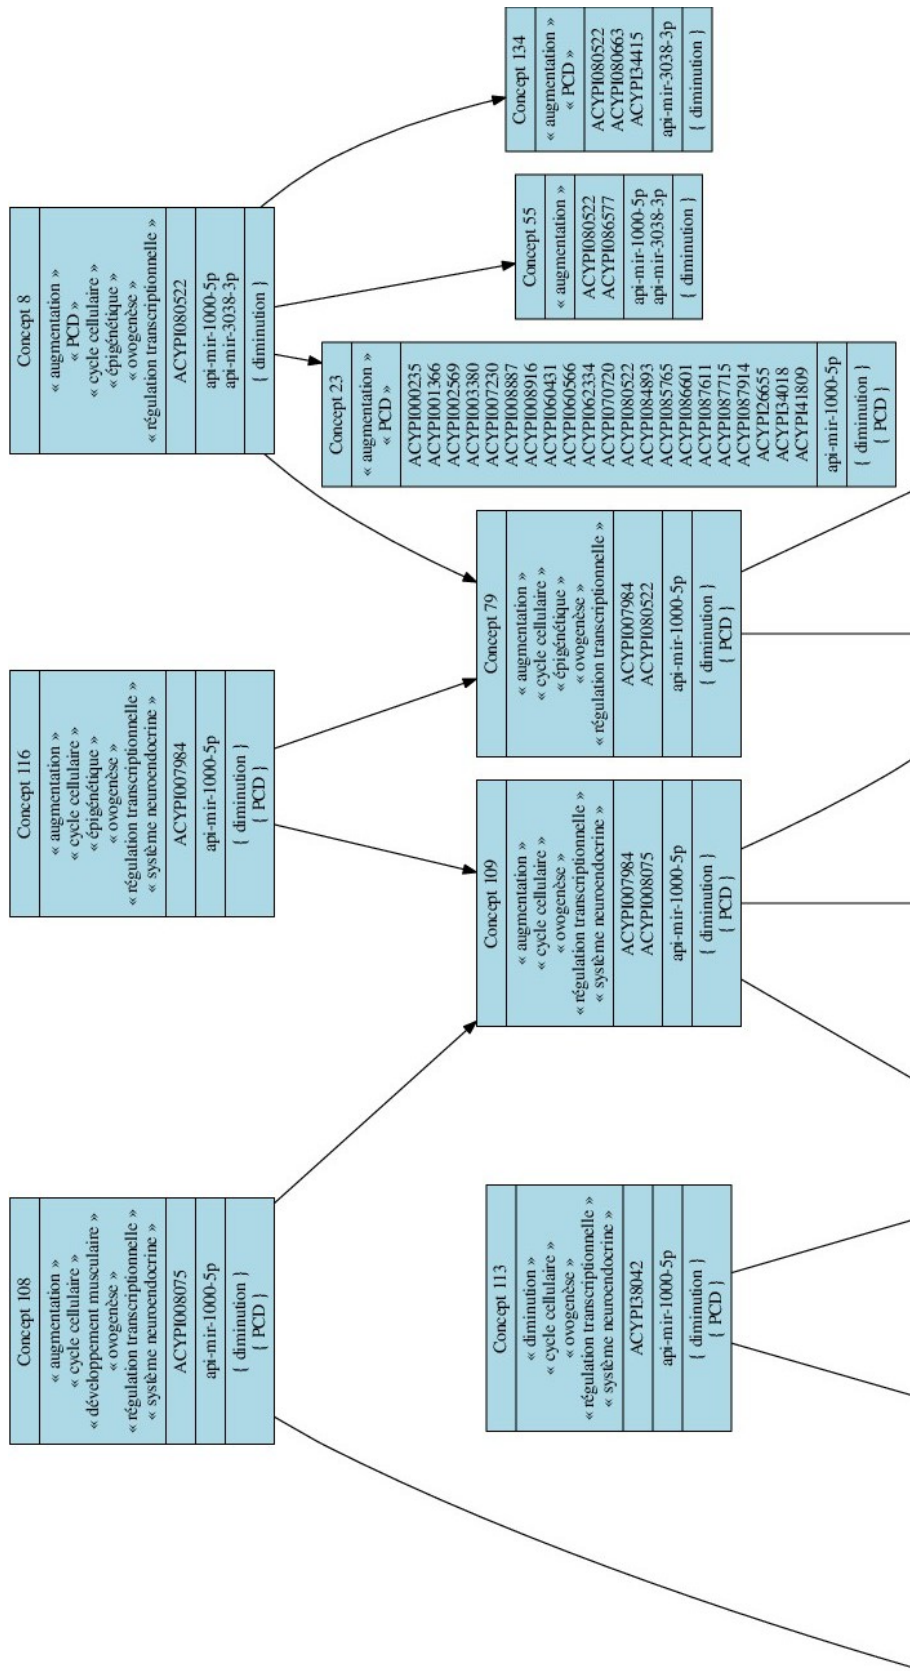 Concept 108
« augmentation »
« cycle cellulaire »
« développement musculaire »
« ovogenèse »
« régulation transcriptionnelle »
« système neuroendocrine »
ACYPI008075
api-mir-1000-5p
{ diminution }
{ PCD }
Concept 116
« augmentation »
« cycle cellulaire »
« épigénétique »
« ovogenèse »
« régulation transcriptionnelle »
« système neuroendocrine »
ACYPI007984
api-mir-1000-5p
{ diminution }
{ PCD }
Concept 8
« augmentation »
« PCD »
« cycle cellulaire »
« épigénétique »
« ovogenèse »
« régulation transcriptionnelle »
ACYPI080522
api-mir-1000-5p
api-mir-3038-3p
{ diminution }
Concept 113
« diminution »
« cycle cellulaire »
« ovogenèse »
« régulation transcriptionnelle »
« système neuroendocrine »
ACYPI38042
api-mir-1000-5p
{ diminution }
{ PCD }
Concept 109
« augmentation »
« cycle cellulaire »
« ovogenèse »
« régulation transcriptionnelle »
« système neuroendocrine »
ACYPI007984
ACYPI008075
api-mir-1000-5p
{ diminution }
{ PCD }
Concept 79
« augmentation »
« cycle cellulaire »
« épigénétique »
« ovogenèse »
« régulation transcriptionnelle »
ACYPI007984
ACYPI080522
api-mir-1000-5p
{ diminution }
{ PCD }
Concept 23
« augmentation »
« PCD »
ACYPI000235
ACYPI001366
ACYPI002569
ACYPI003380
ACYPI007230
ACYPI008887
ACYPI008916
ACYPI060431
ACYPI060566
ACYPI062334
ACYPI070720
ACYPI080522
ACYPI084893
ACYPI085765
ACYPI086601
ACYPI087611
ACYPI087715
ACYPI087914
ACYPI26655
ACYPI34018
ACYPI41809
api-mir-1000-5p
{ diminution }
{ PCD }
Concept 55
« augmentation »
ACYPI080522
ACYPI086577
api-mir-1000-5p
api-mir-3038-3p
{ diminution }
Concept 134
« augmentation »
« PCD »
ACYPI080522
ACYPI080663
ACYPI34415
api-mir-3038-3p
{ diminution }